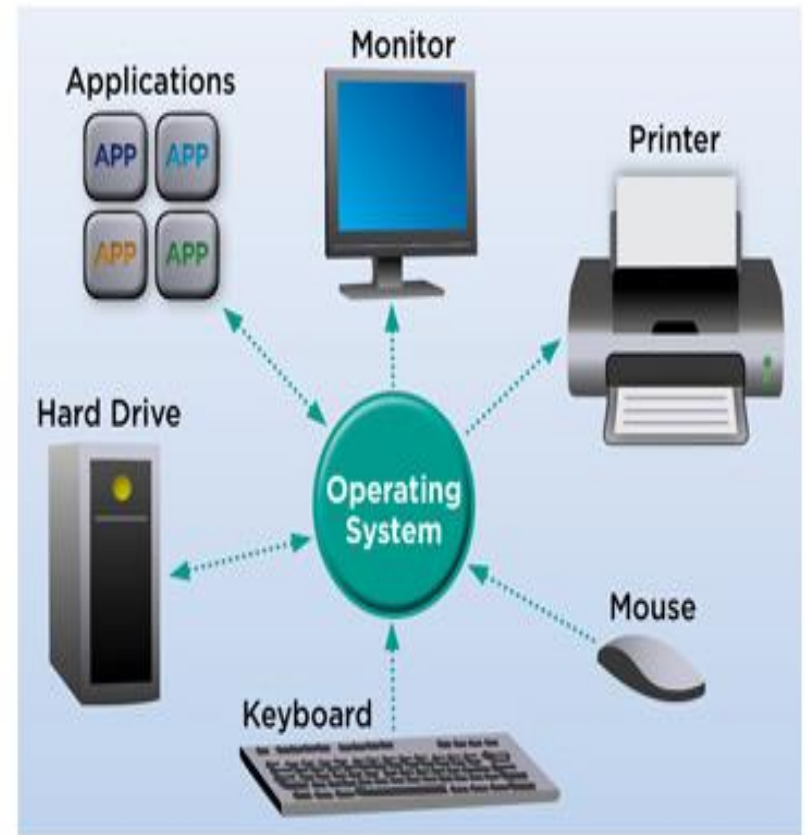 Monitor
Applications
APP APP
APP APP
Printer
Hard Drive
Operating
System
Mouse
Keyboard